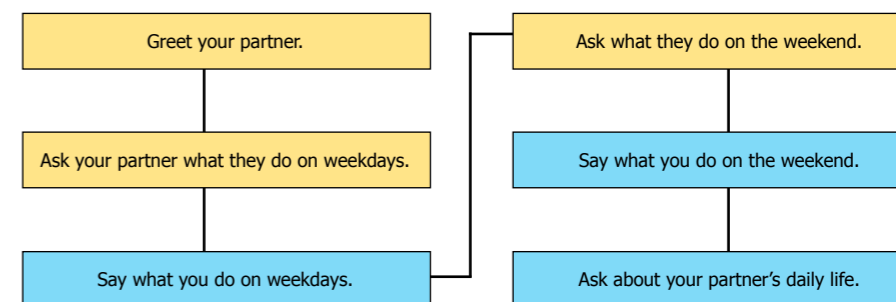 Greet your partner.
Ask your partner what they do on weekdays.
Say what you do on weekdays.
Ask what they do on the weekend.
Say what you do on the weekend.
Ask about your partner’s daily life.